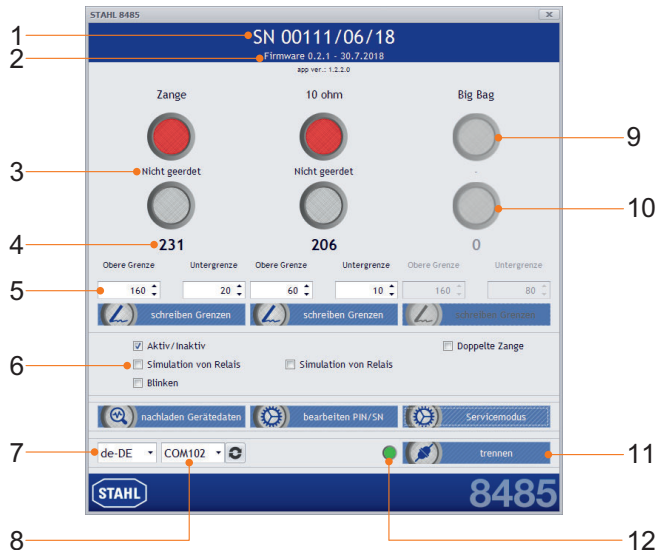 STAHL 8485
1
SN 00111/06/18
2
Firmware 0.2.1 - 30.7.2018
app ver.: 1.2.2.0
Zange 10 ohm Big Bag
9
3
Nicht geerdet Nicht geerdet -
10
4
231 206 0
Obere Grenze Untergrenze Obere Grenze Untergrenze Obere Grenze Untergrenze
5
160 20 60 10 160 80
schreiben Grenzen schreiben Grenzen schreiben Grenzen
Aktiv/Inaktiv Doppelte Zange
6
Simulation von Relais Simulation von Relais
Blinken
nachladen Gerätedaten bearbeiten PIN/SN Servicemodus
7
de-DE COM102 trennen
11
STAHL 8485
8 12